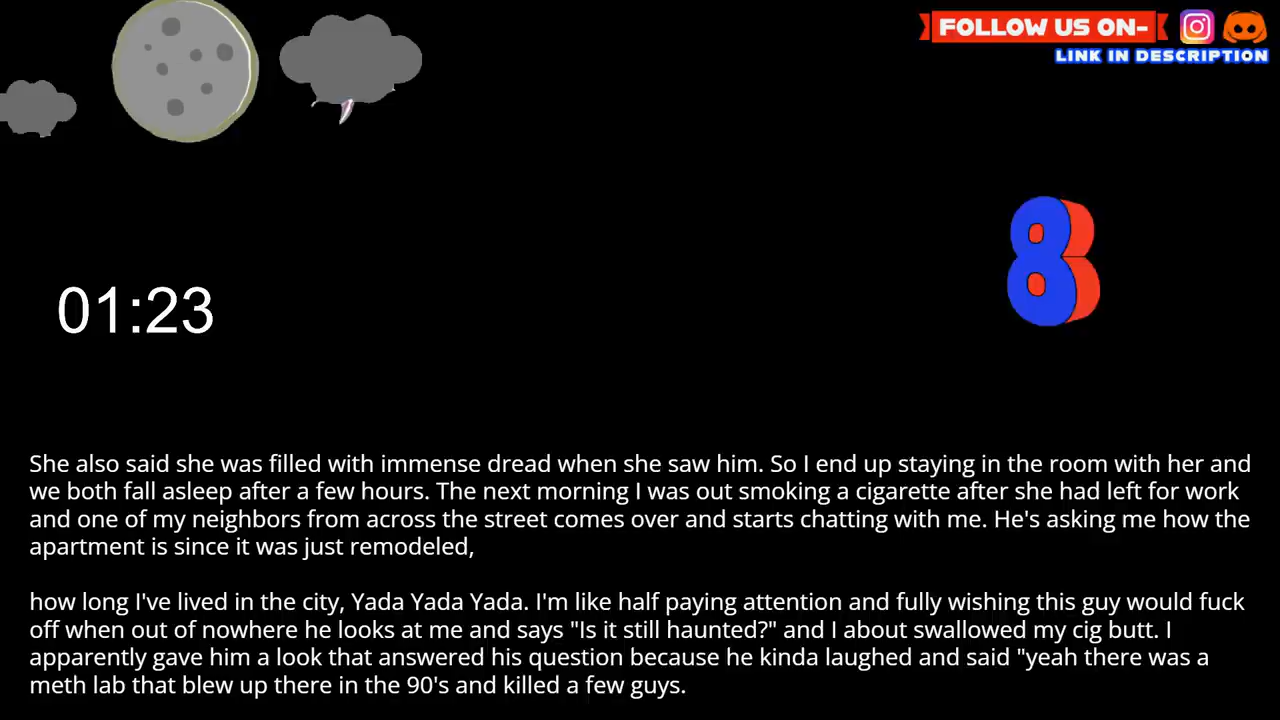 FOLLOW US ON-
LINK IN DESCRIPTION
8
01:23
She also said she was filled with immense dread when she saw him. So I end up staying in the room with her and
we both fall asleep after a few hours. The next morning I was out smoking a cigarette after she had left for work
and one of my neighbors from across the street comes over and starts chatting with me. He's asking me how the
apartment is since it was just remodeled,
how long I've lived in the city, Yada Yada Yada. I'm like half paying attention and fully wishing this guy would fuck
off when out of nowhere he looks at me and says "Is it still haunted?" and I about swallowed my cig butt. I
apparently gave him a look that answered his question because he kinda laughed and said "yeah there was a
meth lab that blew up there in the 90's and killed a few guys.